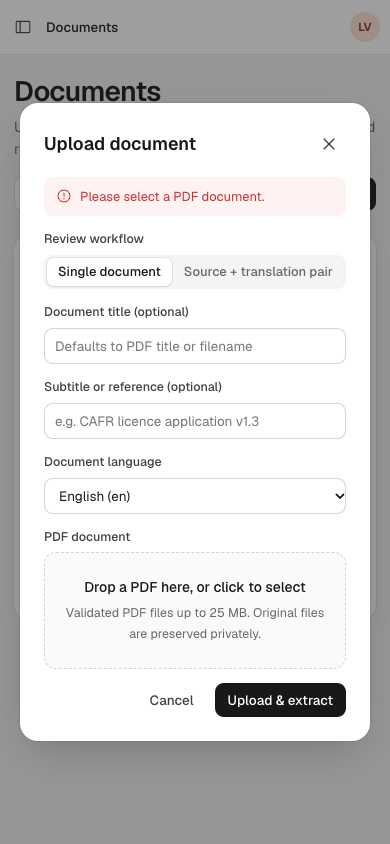 Documents
LV
Documents
Upload document
Please select a PDF document.
Review workflow
Single document
Source + translation pair
Document title (optional)
Defaults to PDF title or filename
Subtitle or reference (optional)
e.g. CAFR licence application v1.3
Document language
English (en)
PDF document
Drop a PDF here, or click to select
Validated PDF files up to 25 MB. Original files
are preserved privately.
Cancel
Upload & extract